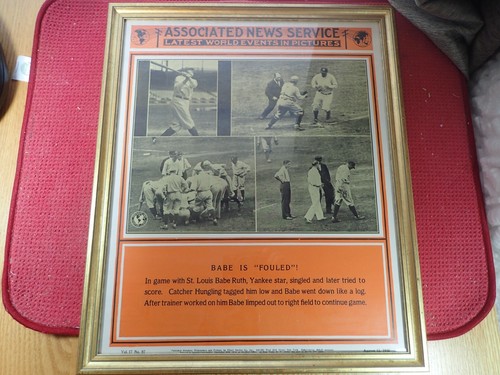 ASSOCIATED NEWS SERVICE
LATEST WORLD EVENTS IN PICTURES
BABE IS "FOULED"!
In game with St. Louis Babe Ruth, Yankee star, singled and later tried to
score. Catcher Hungling tagged him low and Babe went down like a log.
After trainer worked on him Babe limped out to right field to continue game.